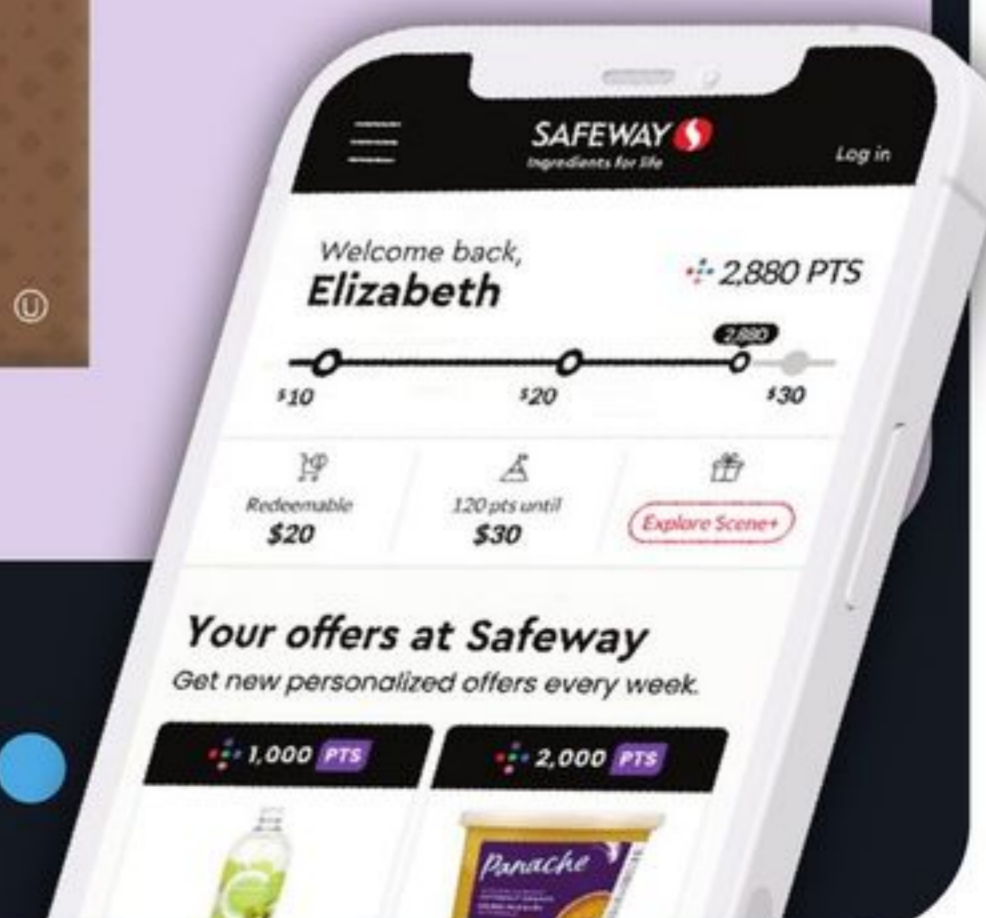 SAFEWAY
Ingredients for life
Log in
Welcome back,
Elizabeth
2,880 PTS
2,880
$10
$20
$30
Redeemable
$20
120 pts until
$30
Explore Scene+
Your offers at Safeway
Get new personalized offers every week.
1,000 PTS
2,000 PTS
Panache
U